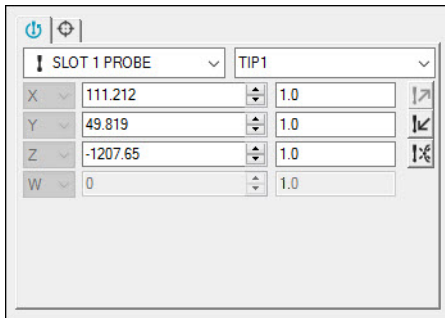 SLOT 1 PROBE TIP1
X 111.212 1.0
Y 49.819 1.0
Z -1207.65 1.0
W 0 1.0